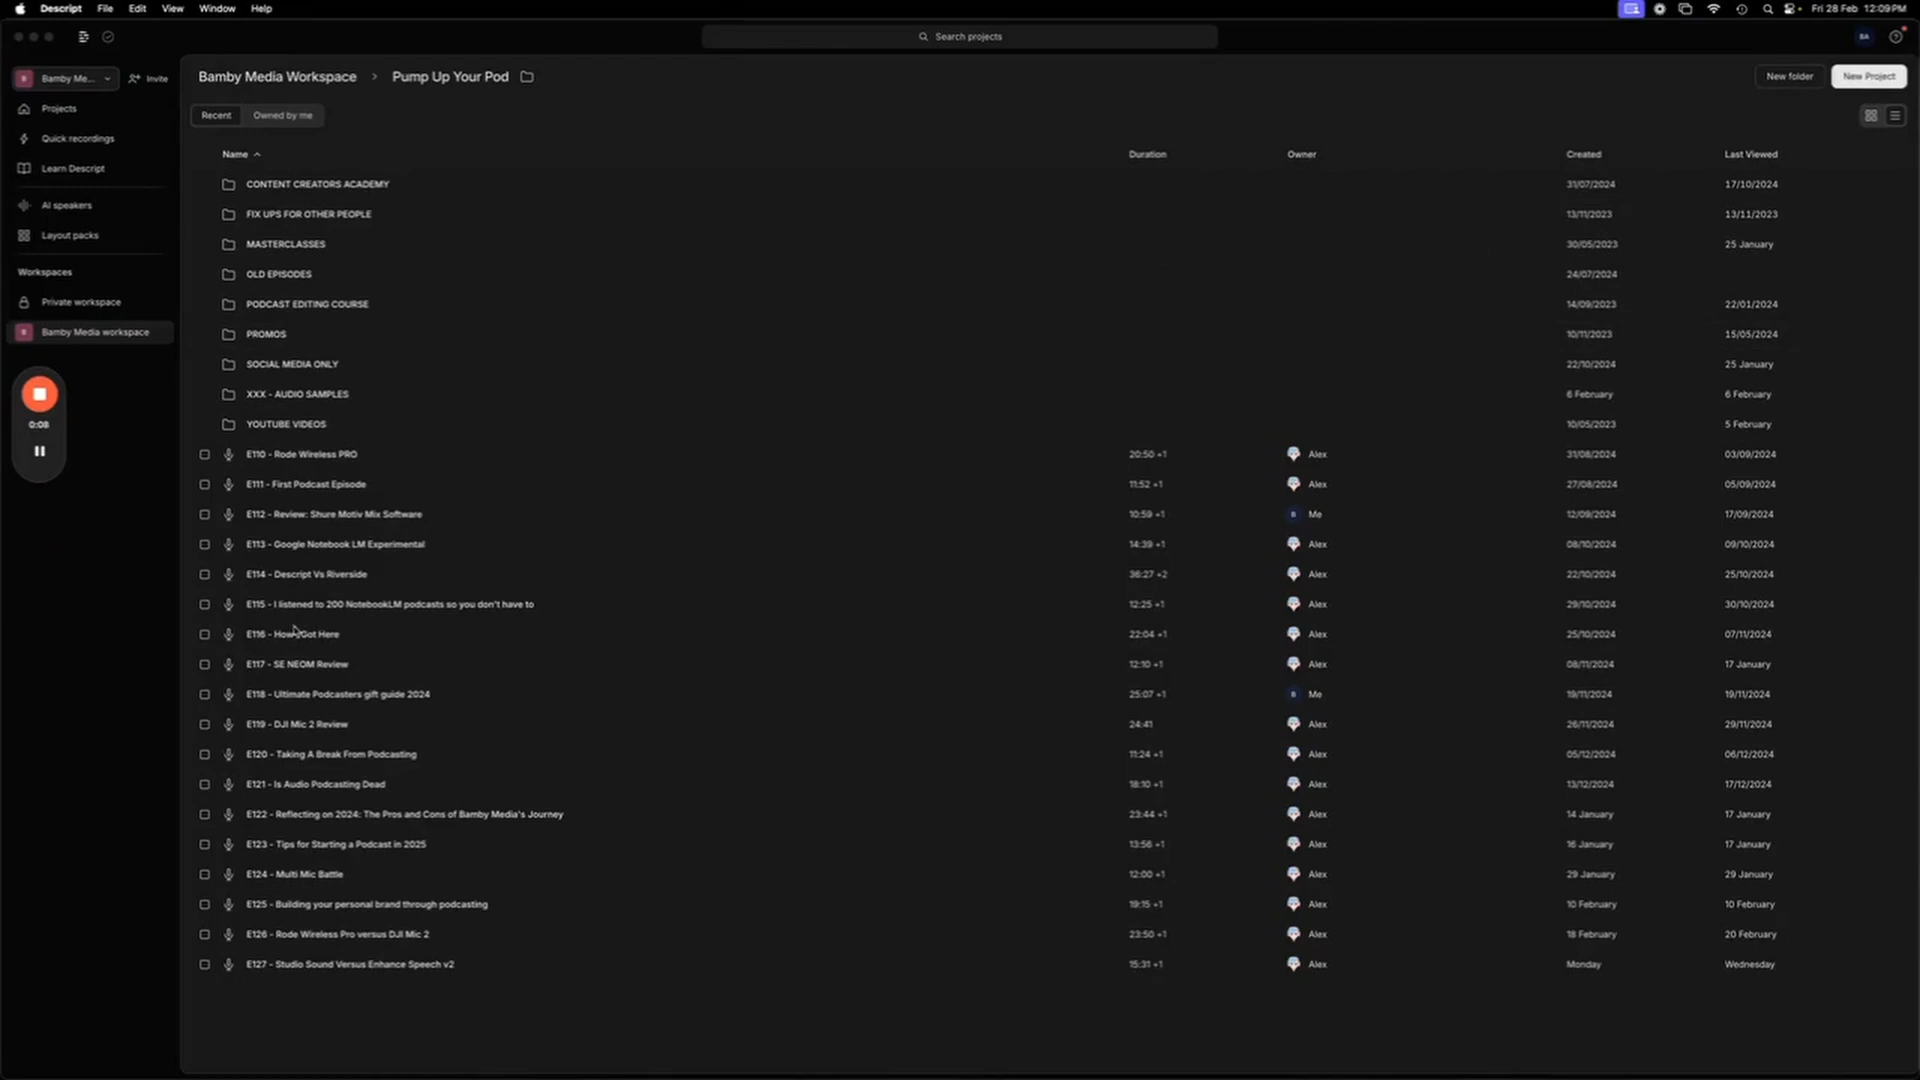 Descript File Edit View Window Help Fri 28 Feb 12:09PM
Search projects BA
B Bamby Me... Invite Bamby Media Workspace > Pump Up Your Pod New folder New Project
Projects
Quick recordings
Learn Descript
AI speakers
Layout packs
Workspaces
Private workspace
B Bamby Media workspace
0:08
Recent Owned by me
Name Duration Owner Created Last Viewed
CONTENT CREATORS ACADEMY 31/07/2024 17/10/2024
FIX UPS FOR OTHER PEOPLE 13/11/2023 13/11/2023
MASTERCLASSES 30/05/2023 25 January
OLD EPISODES 24/07/2024
PODCAST EDITING COURSE 14/09/2023 22/01/2024
PROMOS 10/11/2023 15/05/2024
SOCIAL MEDIA ONLY 22/10/2024 25 January
XXX - AUDIO SAMPLES 6 February 6 February
YOUTUBE VIDEOS 10/05/2023 5 February
E110 - Rode Wireless PRO 20:50 +1 Alex 31/08/2024 03/09/2024
E111 - First Podcast Episode 11:52 +1 Alex 27/08/2024 05/09/2024
E112 - Review: Shure Motiv Mix Software 10:59 +1 B Me 12/09/2024 17/09/2024
E113 - Google Notebook LM Experimental 14:39 +1 Alex 08/10/2024 09/10/2024
E114 - Descript Vs Riverside 36:27 +2 Alex 22/10/2024 25/10/2024
E115 - I listened to 200 NotebookLM podcasts so you don't have to 12:25 +1 Alex 29/10/2024 30/10/2024
E116 - How I Got Here 22:04 +1 Alex 25/10/2024 07/11/2024
E117 - SE NEOM Review 12:10 +1 Alex 08/11/2024 17 January
E118 - Ultimate Podcasters gift guide 2024 25:07 +1 B Me 19/11/2024 19/11/2024
E119 - DJI Mic 2 Review 24:41 Alex 26/11/2024 29/11/2024
E120 - Taking A Break From Podcasting 11:24 +1 Alex 05/12/2024 06/12/2024
E121 - Is Audio Podcasting Dead 18:10 +1 Alex 13/12/2024 17/12/2024
E122 - Reflecting on 2024: The Pros and Cons of Bamby Media's Journey 23:44 +1 Alex 14 January 17 January
E123 - Tips for Starting a Podcast in 2025 13:56 +1 Alex 16 January 17 January
E124 - Multi Mic Battle 12:00 +1 Alex 29 January 29 January
E125 - Building your personal brand through podcasting 19:15 +1 Alex 10 February 10 February
E126 - Rode Wireless Pro versus DJI Mic 2 23:50 +1 Alex 18 February 20 February
E127 - Studio Sound Versus Enhance Speech v2 15:31 +1 Alex Monday Wednesday